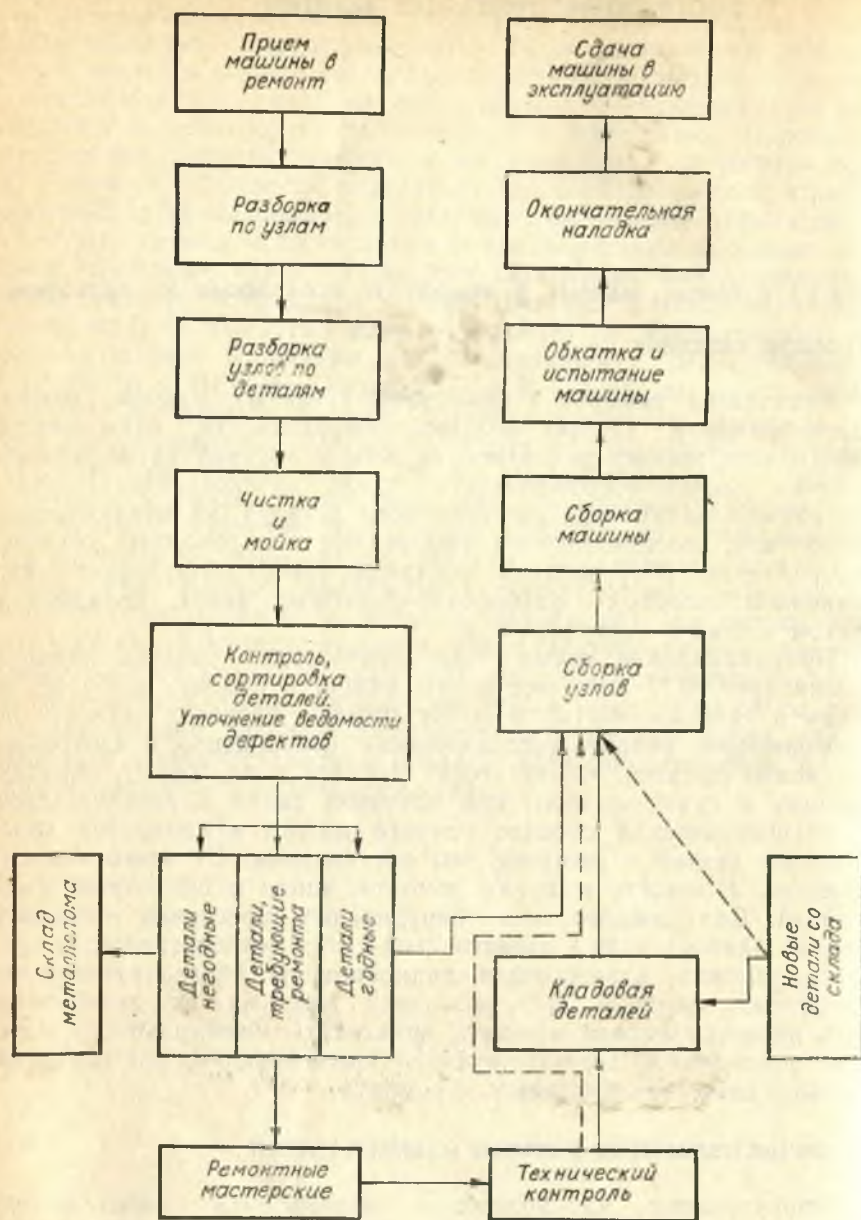 Прием
машины в
ремонт
Разборка
по узлам
Разборка
узлов по
деталям
Чистка
и
мойка
Контроль,
сортировка
деталей.
Уточнение ведомости
дефектов
Склад
металлолома
Детали
негодные
Детали,
требующие
ремонта
Детали
годные
Ремонтные
мастерские
Технический
контроль
Кладовая
деталей
Новые
детали со
склада
Сборка
узлов
Сборка
машины
Обкатка и
испытание
машины
Окончательная
наладка
Сдача
машины в
эксплуатацию